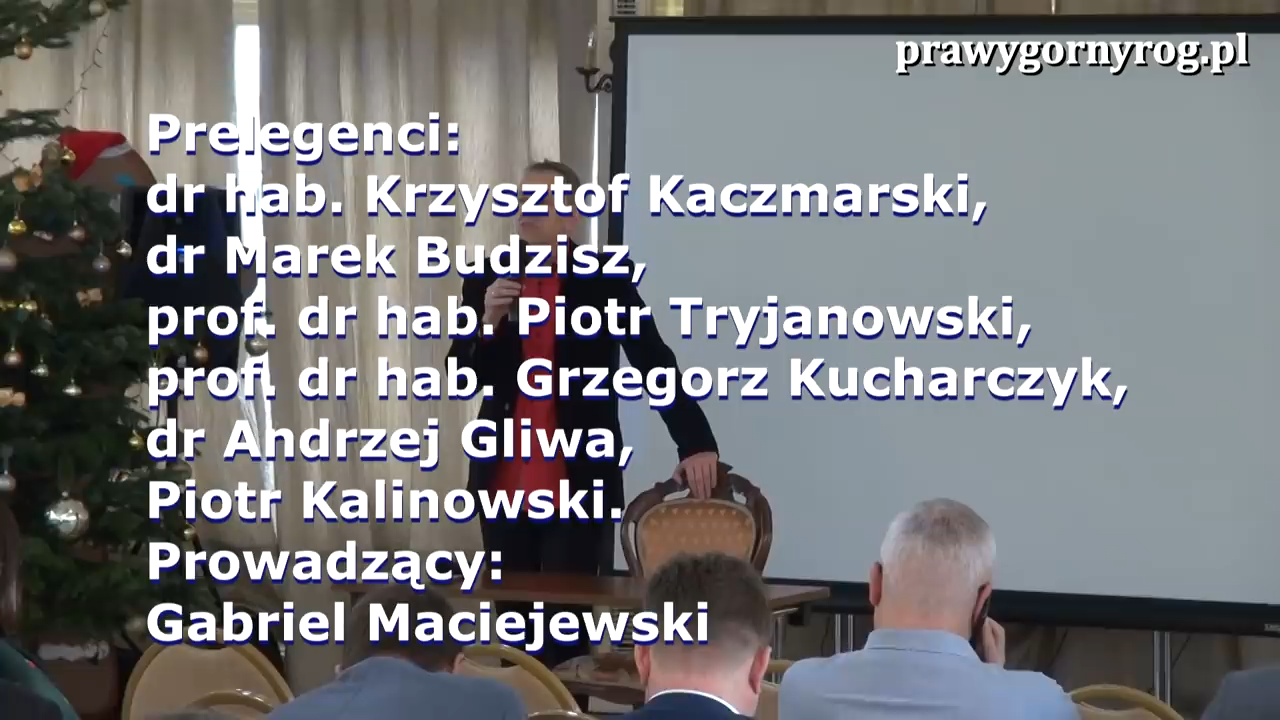 prawygornyrog.pl
Prelegenci:
dr hab. Krzysztof Kaczmarski,
dr Marek Budzisz,
prof. dr hab. Piotr Tryjanowski,
prof. dr hab. Grzegorz Kucharczyk,
dr Andrzej Gliwa,
Piotr Kalinowski.
Prowadzący:
Gabriel Maciejewski